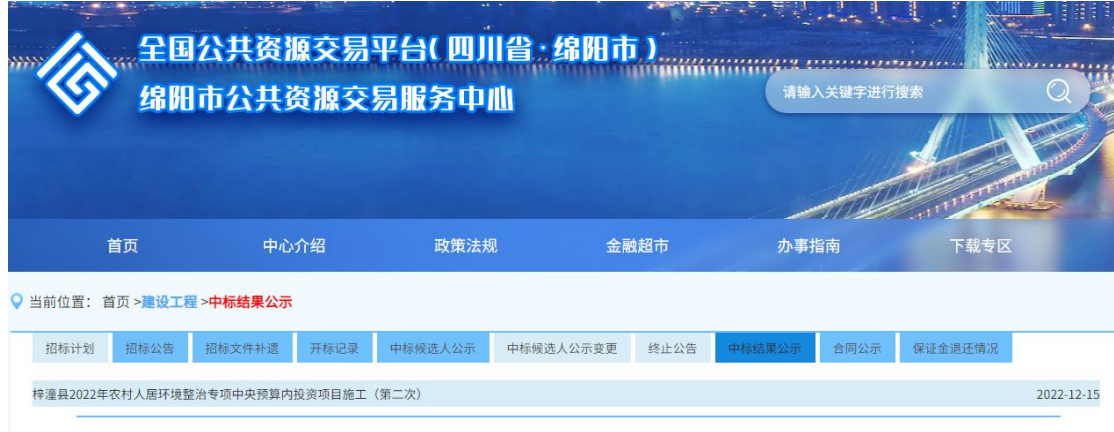 全国公共资源交易平台(四川省·绵阳市)
绵阳市公共资源交易服务中心
请输入关键字进行搜索
首页 中心介绍 政策法规 金融超市 办事指南 下载专区
当前位置： 首页 >建设工程 >中标结果公示
招标计划 招标公告 招标文件补遗 开标记录 中标候选人公示 中标候选人公示变更 终止公告 中标结果公示 合同公示 保证金退还情况
梓潼县2022年农村人居环境整治专项中央预算内投资项目施工（第二次） 2022-12-15